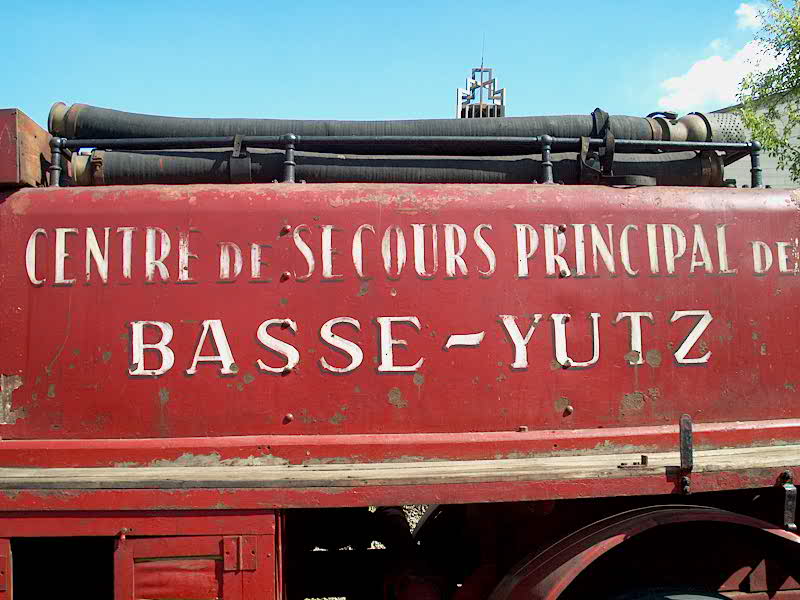 CENTRE DE SECOURS PRINCIPAL DE
BASSE-YUTZ